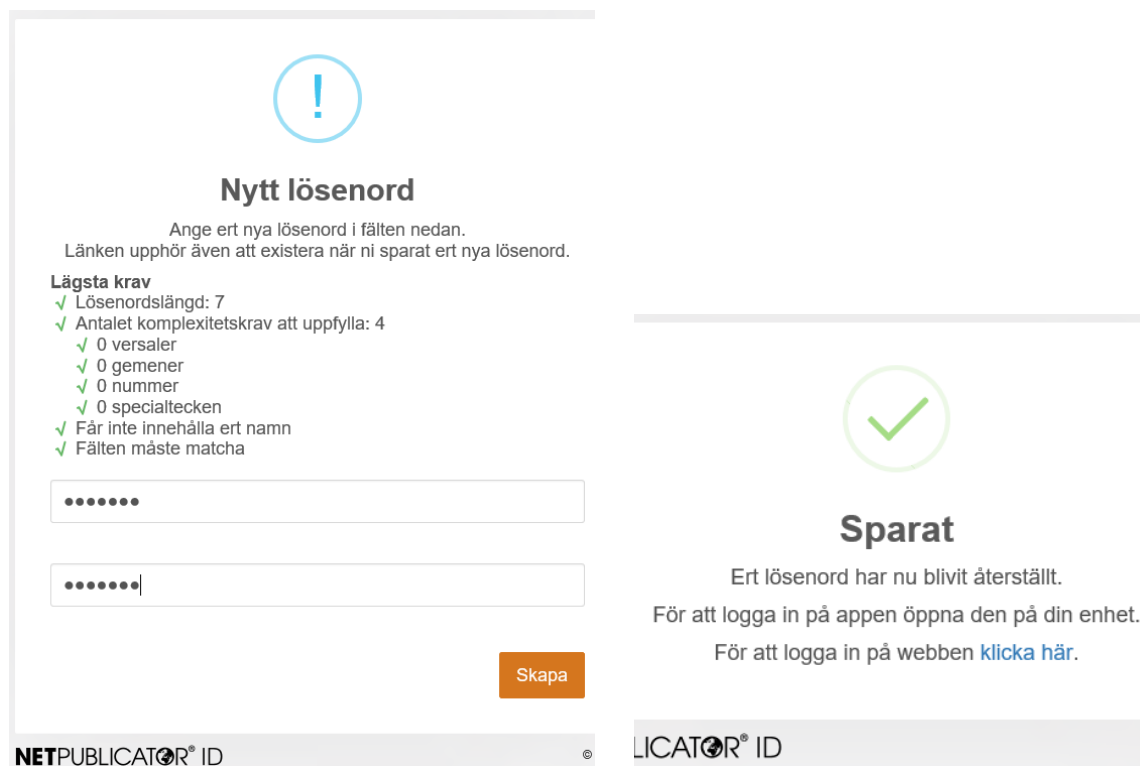 Nytt lösenord
Ange ert nya lösenord i fälten nedan.
Länken upphör även att existera när ni sparat ert nya lösenord.
Lägsta krav
√ Lösenordslängd: 7
√ Antalet komplexitetskrav att uppfylla: 4
√ 0 versaler
√ 0 gemener
√ 0 nummer
√ 0 specialtecken
√ Får inte innehålla ert namn
√ Fälten måste matcha
•••••••
•••••••
Skapa
NETPUBLICATOR® ID
©
Sparat
Ert lösenord har nu blivit återställt.
För att logga in på appen öppna den på din enhet.
För att logga in på webben klicka här.
LICATOR® ID